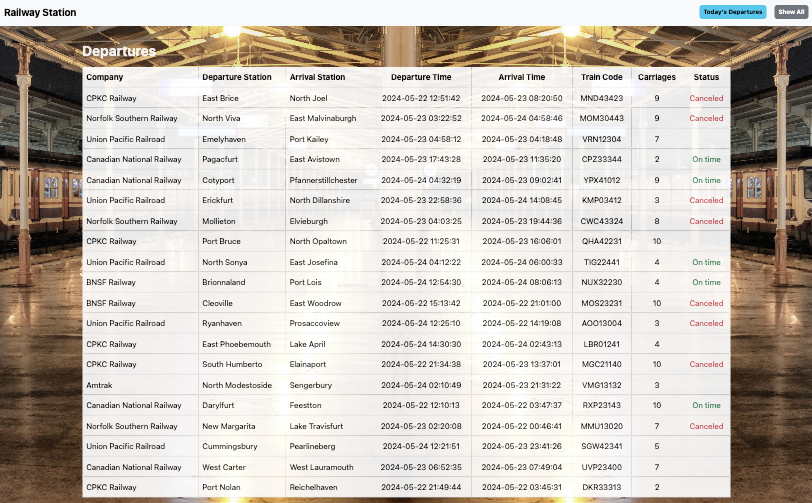 Railway Station Today's Departures Show All
Departures
Company Departure Station Arrival Station Departure Time Arrival Time Train Code Carriages Status
CPKC Railway East Brice North Joel 2024-05-22 12:51:42 2024-05-23 08:20:50 MND43423 9 Canceled
Norfolk Southern Railway North Viva East Malvinaburgh 2024-05-23 03:22:52 2024-05-24 04:58:46 MOM30443 9 Canceled
Union Pacific Railroad Emelyhaven Port Kailey 2024-05-23 04:58:12 2024-05-23 04:18:48 VRN12304 7
Canadian National Railway Pagacfurt East Avistown 2024-05-23 17:43:28 2024-05-23 11:35:20 CPZ33344 2 On time
Canadian National Railway Cotyport Pfannerstillchester 2024-05-24 04:32:19 2024-05-23 09:02:41 YPX41012 9 On time
Union Pacific Railroad Erickfurt North Dillanshire 2024-05-23 22:58:36 2024-05-24 14:08:45 KMP03412 3 Canceled
Norfolk Southern Railway Mollieton Elvieburgh 2024-05-23 04:03:25 2024-05-23 19:44:36 CWC43324 8 Canceled
CPKC Railway Port Bruce North Opaltown 2024-05-22 11:25:31 2024-05-23 16:06:01 QHA42231 10
Union Pacific Railroad North Sonya East Josefina 2024-05-24 04:12:22 2024-05-24 06:00:33 TIG22441 4 On time
BNSF Railway Brionnaland Port Lois 2024-05-24 12:54:30 2024-05-24 08:06:13 NUX32230 4 On time
BNSF Railway Cleoville East Woodrow 2024-05-22 15:13:42 2024-05-22 21:01:00 MOS23231 10 Canceled
Union Pacific Railroad Ryanhaven Prosaccoview 2024-05-24 12:25:10 2024-05-22 14:19:08 AOO13004 3 Canceled
CPKC Railway East Phoebemouth Lake April 2024-05-24 14:30:30 2024-05-24 02:43:13 LBR01241 4
CPKC Railway South Humberto Elainaport 2024-05-22 21:34:38 2024-05-23 13:37:01 MGC21140 10 Canceled
Amtrak North Modestoside Sengerbury 2024-05-24 02:10:49 2024-05-23 21:31:22 VMG13132 3
Canadian National Railway Darylfurt Feestton 2024-05-22 12:10:13 2024-05-22 03:47:37 RXP23143 10 On time
Norfolk Southern Railway New Margarita Lake Travisfurt 2024-05-23 02:20:08 2024-05-22 00:46:41 MMU13020 7 Canceled
Union Pacific Railroad Cummingsbury Pearlineberg 2024-05-24 12:21:51 2024-05-23 23:41:26 SGW42341 5
Canadian National Railway West Carter West Lauramouth 2024-05-23 06:52:35 2024-05-23 07:49:04 UVP23400 7
CPKC Railway Port Nolan Reichelhaven 2024-05-22 21:49:44 2024-05-22 03:45:31 DKR33313 2